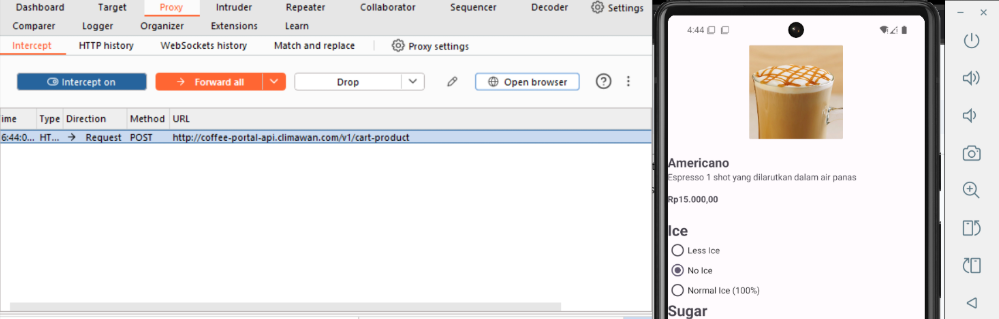 Dashboard Target Proxy Intruder Repeater Collaborator Sequencer Decoder Settings
Comparer Logger Organizer Extensions Learn
Intercept HTTP history WebSockets history Match and replace Proxy settings
Intercept on Forward all Drop Open browser
ime Type Direction Method URL
6:44:0... HT... Request POST http://coffee-portal-api.climawan.com/v1/cart-product
4:44
Americano
Espresso 1 shot yang dilarutkan dalam air panas
Rp15.000,00
Ice
Less Ice
No Ice
Normal Ice (100%)
Sugar